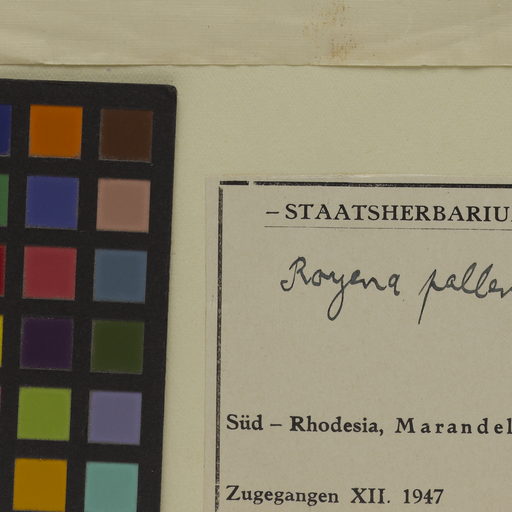 – STAATSHERBARIU
Royena pallen
Süd – Rhodesia, Marandel
Zugegangen XII. 1947